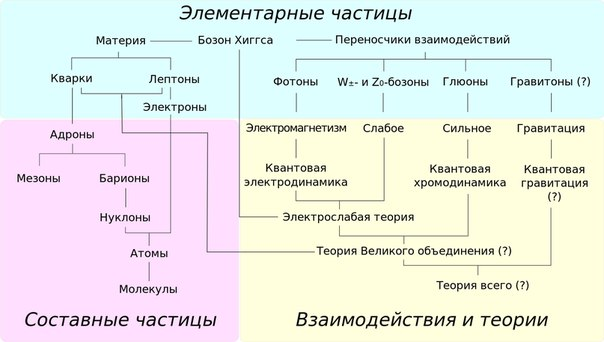 Элементарные частицы
Материя
Бозон Хиггса
Переносчики взаимодействий
Кварки
Лептоны
Фотоны
W±- и Z0-бозоны
Глюоны
Гравитоны (?)
Электроны
Адроны
Электромагнетизм
Слабое
Сильное
Гравитация
Мезоны
Барионы
Квантовая
электродинамика
Квантовая
хромодинамика
Квантовая
гравитация
(?)
Нуклоны
Электрослабая теория
Атомы
Теория Великого объединения (?)
Молекулы
Теория всего (?)
Составные частицы
Взаимодействия и теории